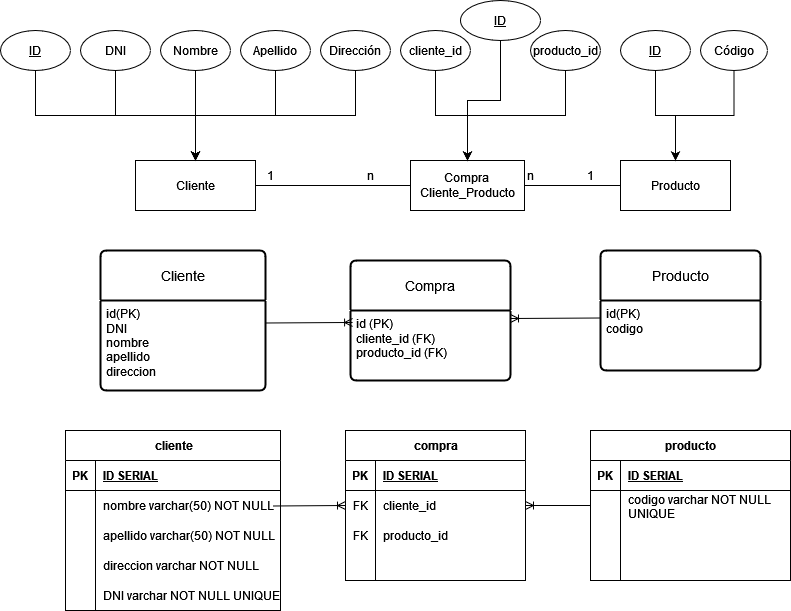 ID
DNI
Nombre
Apellido
Dirección
cliente_id
ID
producto_id
ID
Código
Cliente
1
n
Compra
Cliente_Producto
n
1
Producto
Cliente
id(PK)
DNI
nombre
apellido
direccion
Compra
id (PK)
cliente_id (FK)
producto_id (FK)
Producto
id(PK)
codigo
cliente
PK ID SERIAL
nombre varchar(50) NOT NULL
apellido varchar(50) NOT NULL
direccion varchar NOT NULL
DNI varchar NOT NULL UNIQUE
compra
PK ID SERIAL
FK cliente_id
FK producto_id
producto
PK ID SERIAL
codigo varchar NOT NULL
UNIQUE